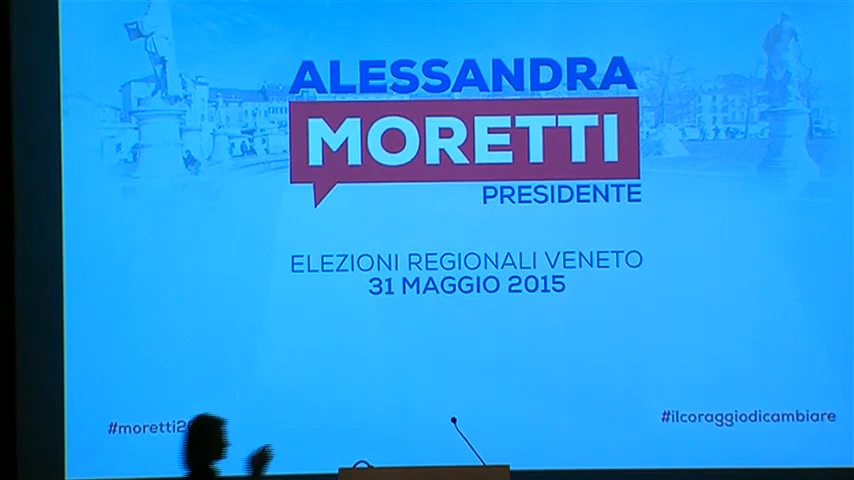 ALESSANDRA
MORETTI
PRESIDENTE
ELEZIONI REGIONALI VENETO
31 MAGGIO 2015
#ilcoraggiodicambiare